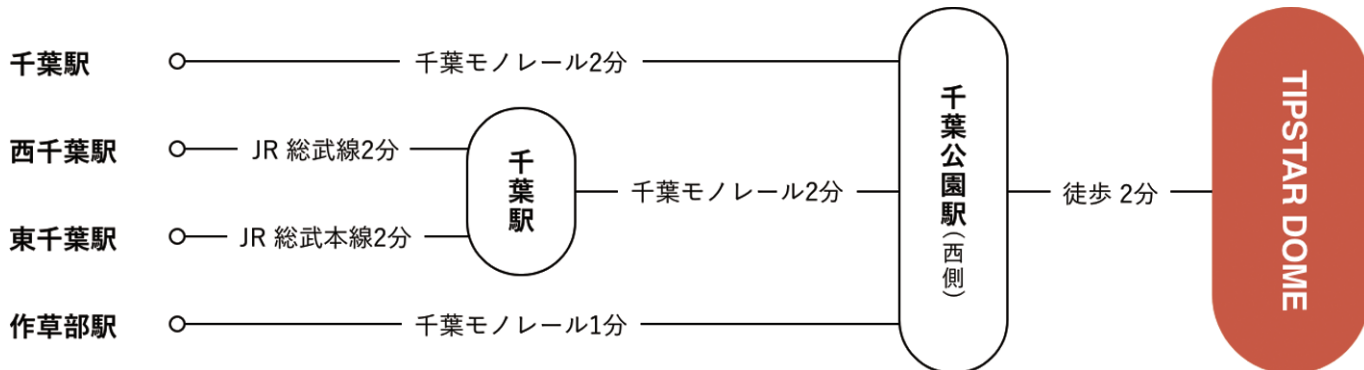 千葉駅
千葉モノレール2分
西千葉駅
JR 総武線2分
東千葉駅
JR 総武本線2分
千葉駅
千葉モノレール2分
作草部駅
千葉モノレール1分
千葉公園駅(西側)
徒歩 2分
TIPSTAR DOME